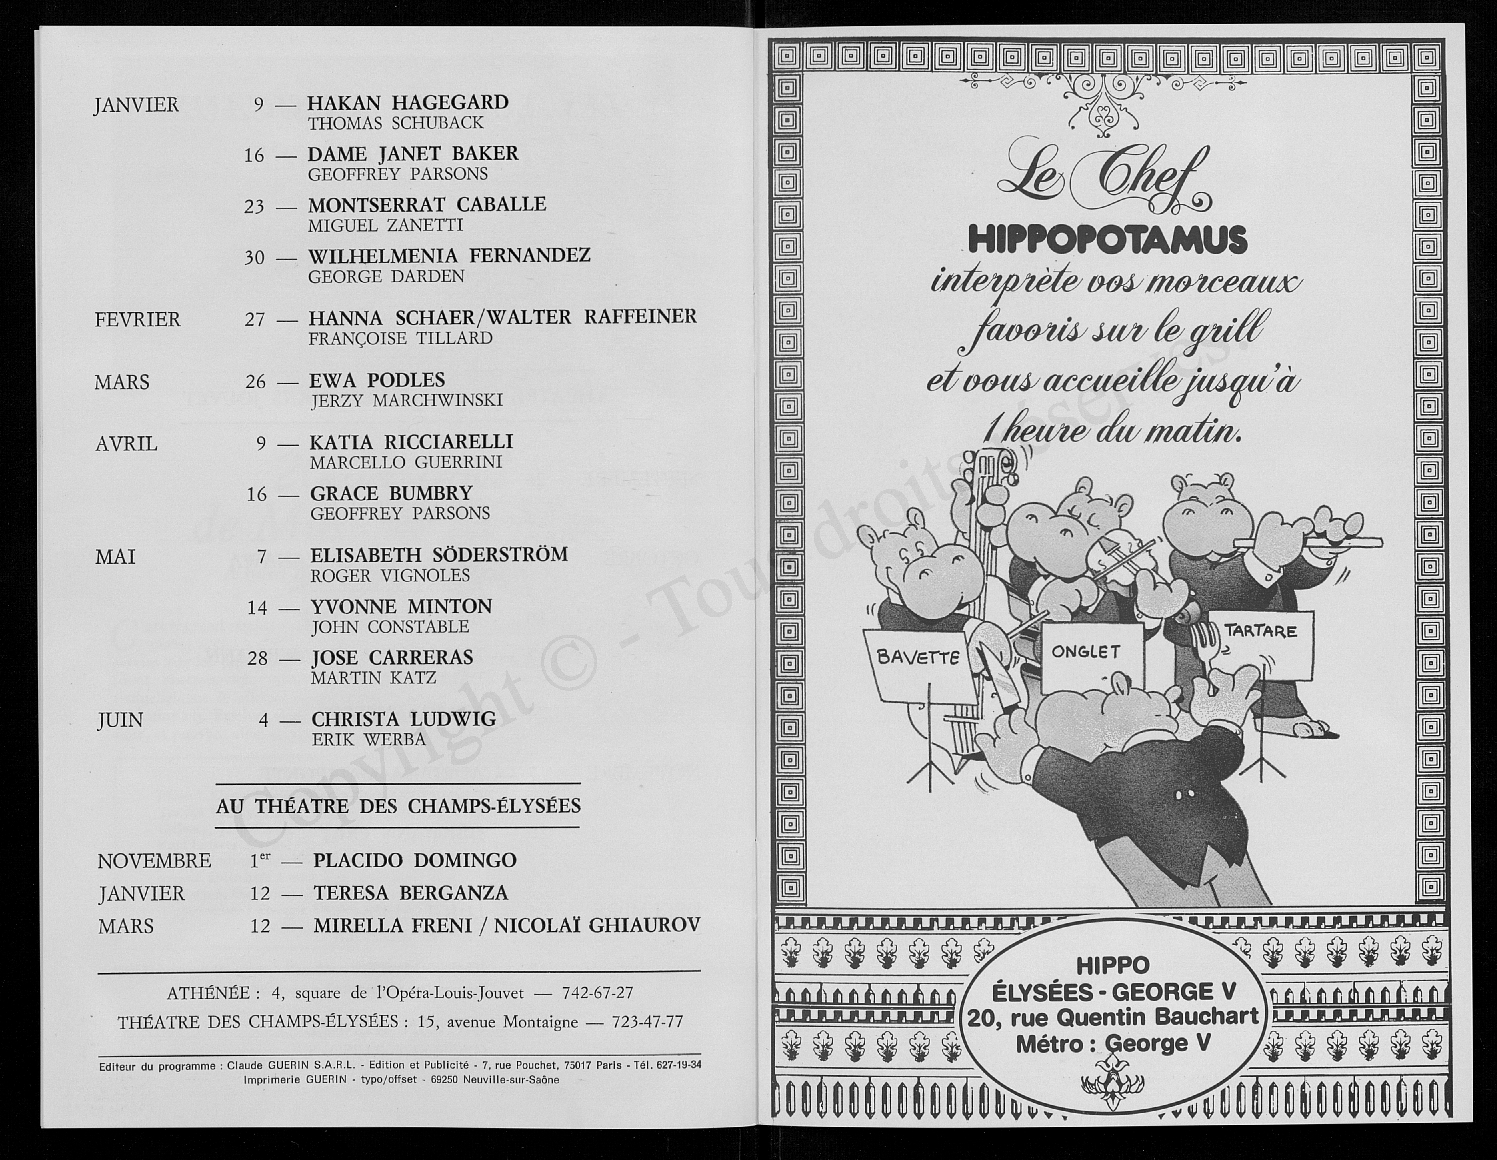 JANVIER 9 — HAKAN HAGEGARD
THOMAS SCHUBACK
16 — DAME JANET BAKER
GEOFFREY PARSONS
23 — MONTSERRAT CABALLE
MIGUEL ZANETTI
30 — WILHELMENIA FERNANDEZ
GEORGE DARDEN
FEVRIER 27 — HANNA SCHAER/WALTER RAFFEINER
FRANÇOISE TILLARD
MARS 26 — EWA PODLES
JERZY MARCHWINSKI
AVRIL 9 — KATIA RICCIARELLI
MARCELLO GUERRINI
16 — GRACE BUMBRY
GEOFFREY PARSONS
MAI 7 — ELISABETH SÖDERSTRÖM
ROGER VIGNOLES
14 — YVONNE MINTON
JOHN CONSTABLE
28 — JOSE CARRERAS
MARTIN KATZ
JUIN 4 — CHRISTA LUDWIG
ERIK WERBA
AU THÉATRE DES CHAMPS-ÉLYSÉES
NOVEMBRE 1er — PLACIDO DOMINGO
JANVIER 12 — TERESA BERGANZA
MARS 12 — MIRELLA FRENI / NICOLAÏ GHIAUROV
ATHÉNÉE : 4, square de l'Opéra-Louis-Jouvet — 742-67-27
THÉATRE DES CHAMPS-ÉLYSÉES : 15, avenue Montaigne — 723-47-77
Editeur du programme : Claude GUERIN S.A.R.L. - Edition et Publicité - 7, rue Pouchet, 75017 Paris - Tél. 627-19-34
Imprimerie GUERIN - typo/offset - 69250 Neuville-sur-Saône
Le Chef
HIPPOPOTAMUS
interprète vos morceaux
favoris sur le grill
et vous accueille jusqu'à
1 heure du matin.
BAVETTE
ONGLET
TARTARE
HIPPO
ÉLYSÉES - GEORGE V
20, rue Quentin Bauchart
Métro : George V
Copyright © - Tous droits réservés.